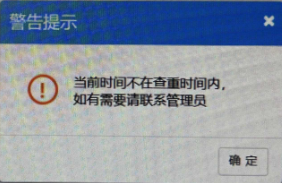 警告提示
当前时间不在查重时间内，
如有需要请联系管理员
确 定